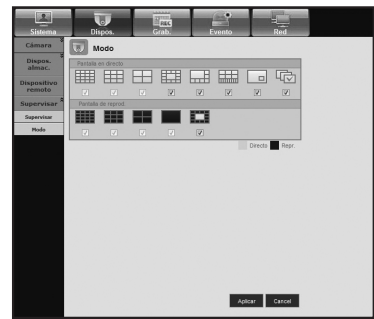 REC
Sistema
Dispos.
Grab.
Evento
Red
Cámara
Dispos. almac.
Dispositivo remoto
Supervisar
Supervisar
Modo
Modo
Pantalla en directo
Pantalla de reprod
Directo
Repr.
Aplicar
Cancel